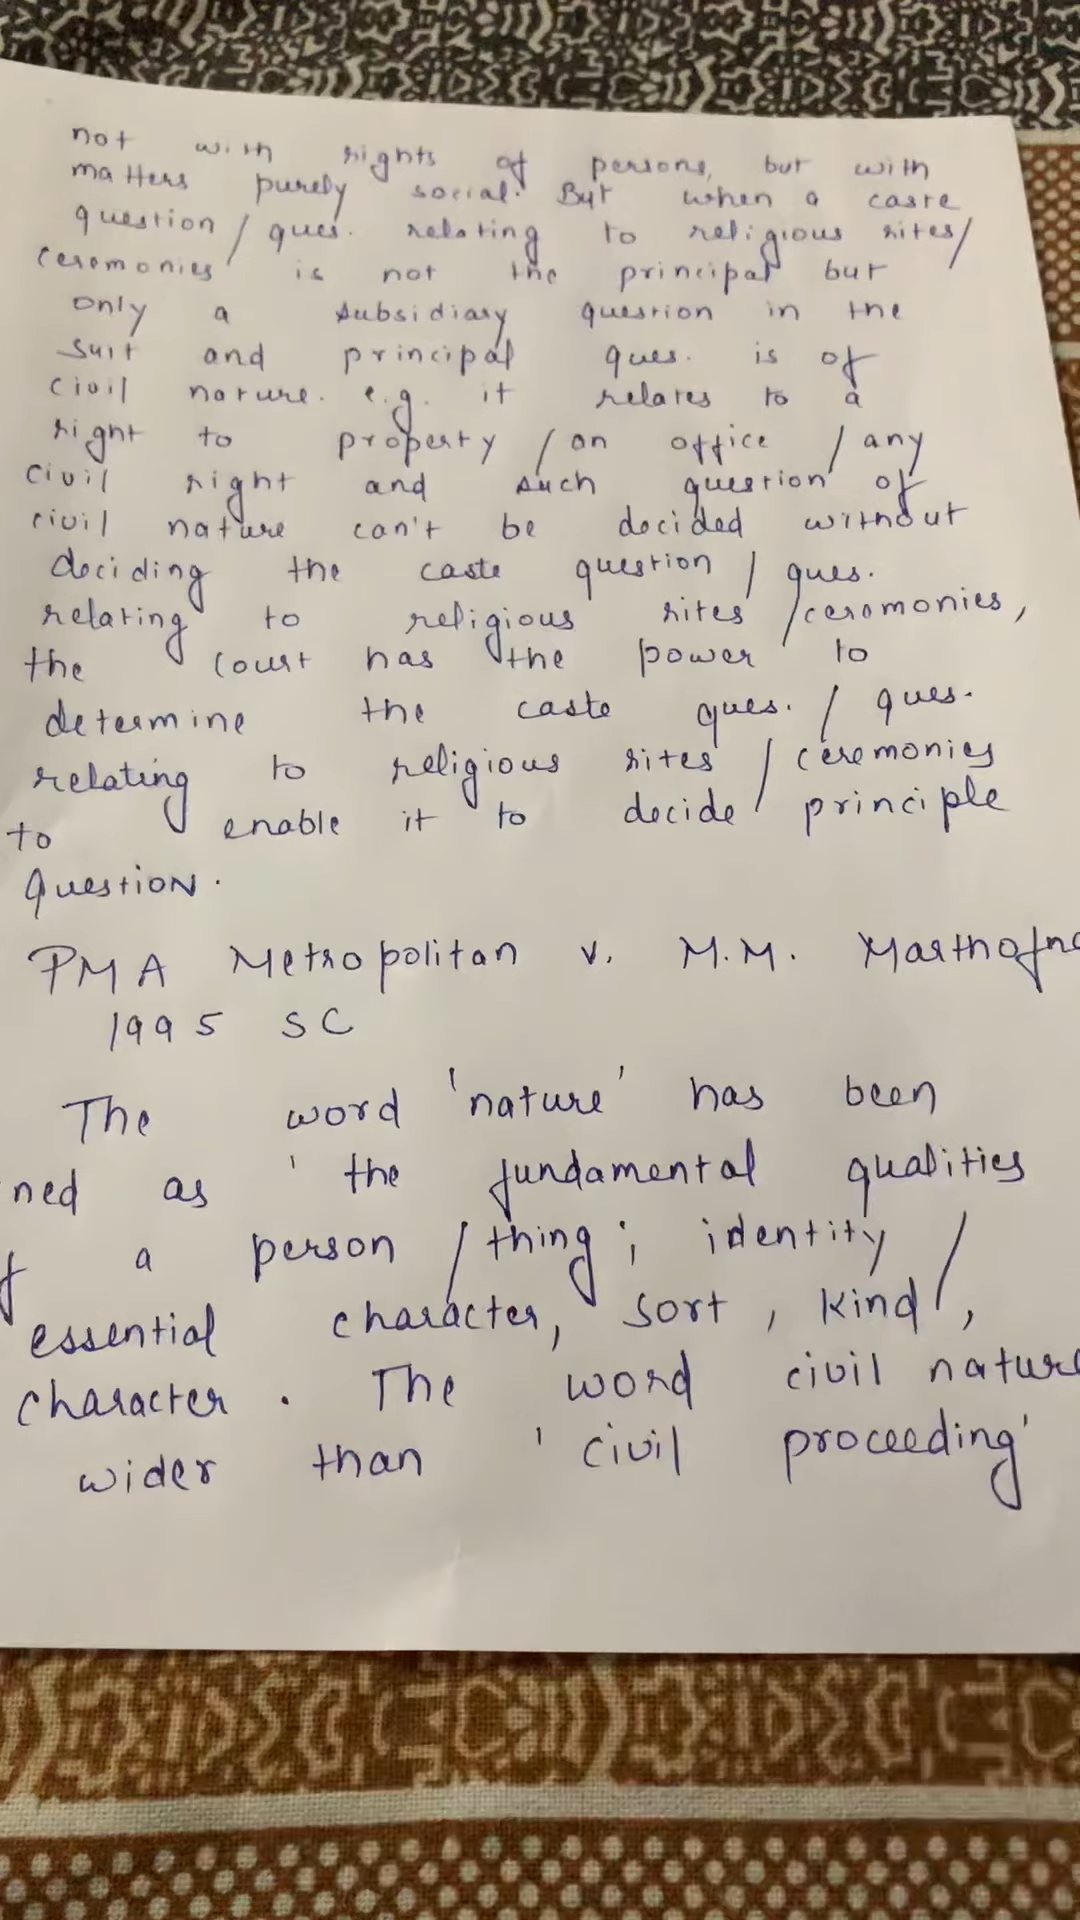 not with rights of persons, but with
matters purely social. But when a caste
question / ques. relating to religious rites/
ceremonies is not the principal but
only a subsidiary question in the
suit and principal ques. is of
civil nature. e.g. it relates to a
right to property / an office / any
civil right and such question of
civil nature can't be decided without
deciding the caste question / ques.
relating to religious rites /ceremonies,
the court has the power to
determine the caste ques. / ques.
relating to religious rites / ceremonies
to enable it to decide principle
Question.
PMA Metropolitan v. M.M.
1995 SC
The word 'nature' has been
ned as ' the fundamental qualities
f a person / thing ; identity /
essential character, sort, kind,
character. The word civil nature
wider than 'civil proceeding'